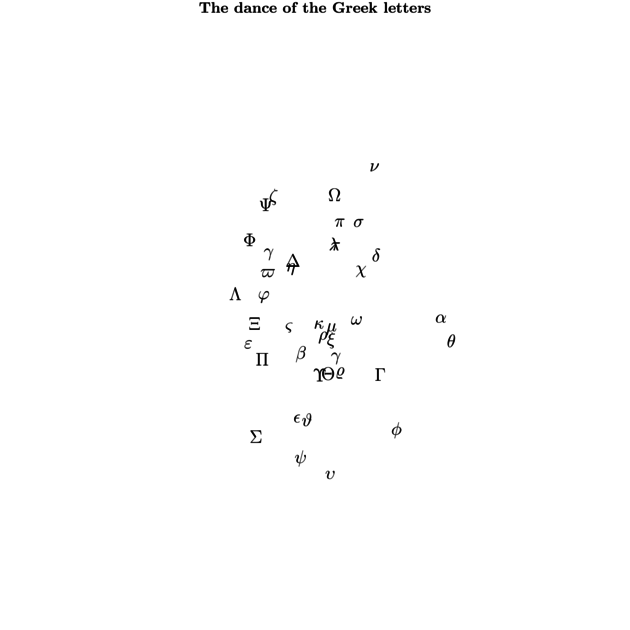 The dance of the Greek letters
ν
Ψ ζ Ω
π σ
Φ
γ δ
Δ
ϖ χ
Λ φ
Ξ ς κ μ ω α
ρ ξ θ
ε
Π β γ
Υ Θ ϱ Γ
ϵ ϑ
Σ ϕ
ψ
υ